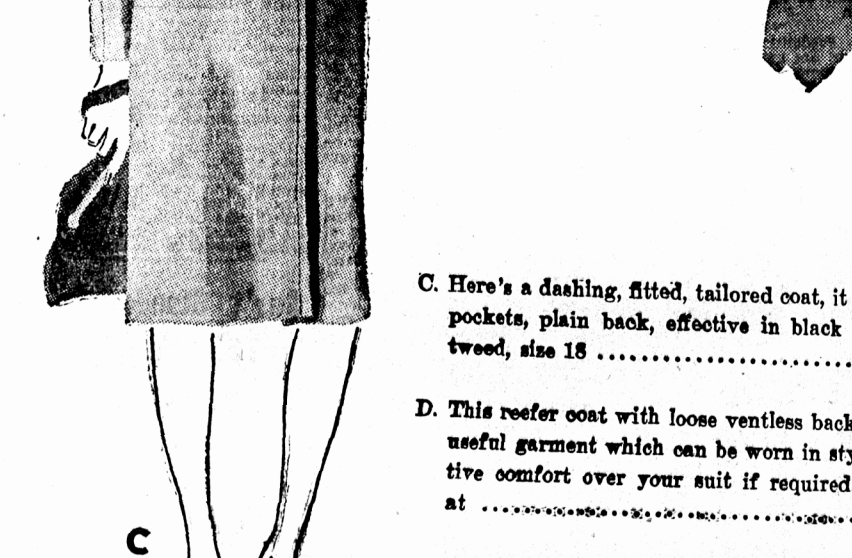 C. Here's a dashing, fitted, tailored coat, it
pockets, plain back, effective in black
tweed, size 18 ........................
D. This reefer coat with loose ventless back
useful garment which can be worn in sty
tive comfort over your suit if required
at ........................
C